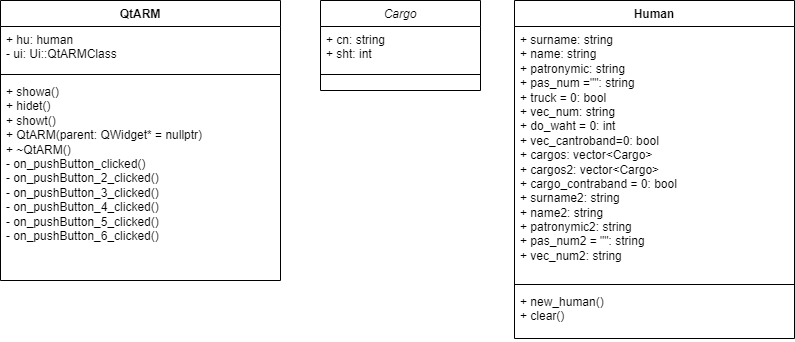 QtARM
+ hu: human
- ui: Ui::QtARMClass
+ showa()
+ hidet()
+ showt()
+ QtARM(parent: QWidget* = nullptr)
+ ~QtARM()
- on_pushButton_clicked()
- on_pushButton_2_clicked()
- on_pushButton_3_clicked()
- on_pushButton_4_clicked()
- on_pushButton_5_clicked()
- on_pushButton_6_clicked()
Cargo
+ cn: string
+ sht: int
Human
+ surname: string
+ name: string
+ patronymic: string
+ pas_num ="": string
+ truck = 0: bool
+ vec_num: string
+ do_waht = 0: int
+ vec_cantroband=0: bool
+ cargos: vector<Cargo>
+ cargos2: vector<Cargo>
+ cargo_contraband = 0: bool
+ surname2: string
+ name2: string
+ patronymic2: string
+ pas_num2 = "": string
+ vec_num2: string
+ new_human()
+ clear()